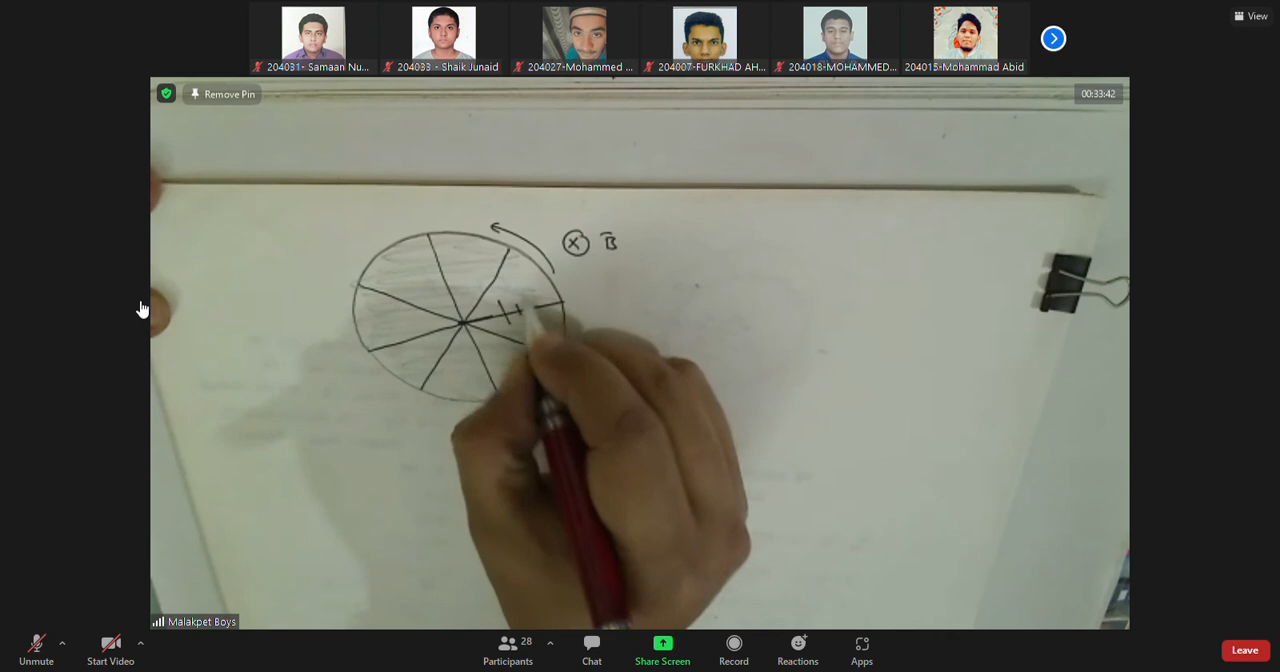 View
204031- Samaan Nu...
204033 - Shaik Junaid
204027-Mohammed ...
204007-FURKHAD AH...
204018-MOHAMMED...
204015-Mohammad Abid
Remove Pin
00:33:42
X B̄
Malakpet Boys
Unmute
Start Video
Participants
28
Chat
Share Screen
Record
Reactions
Apps
Leave